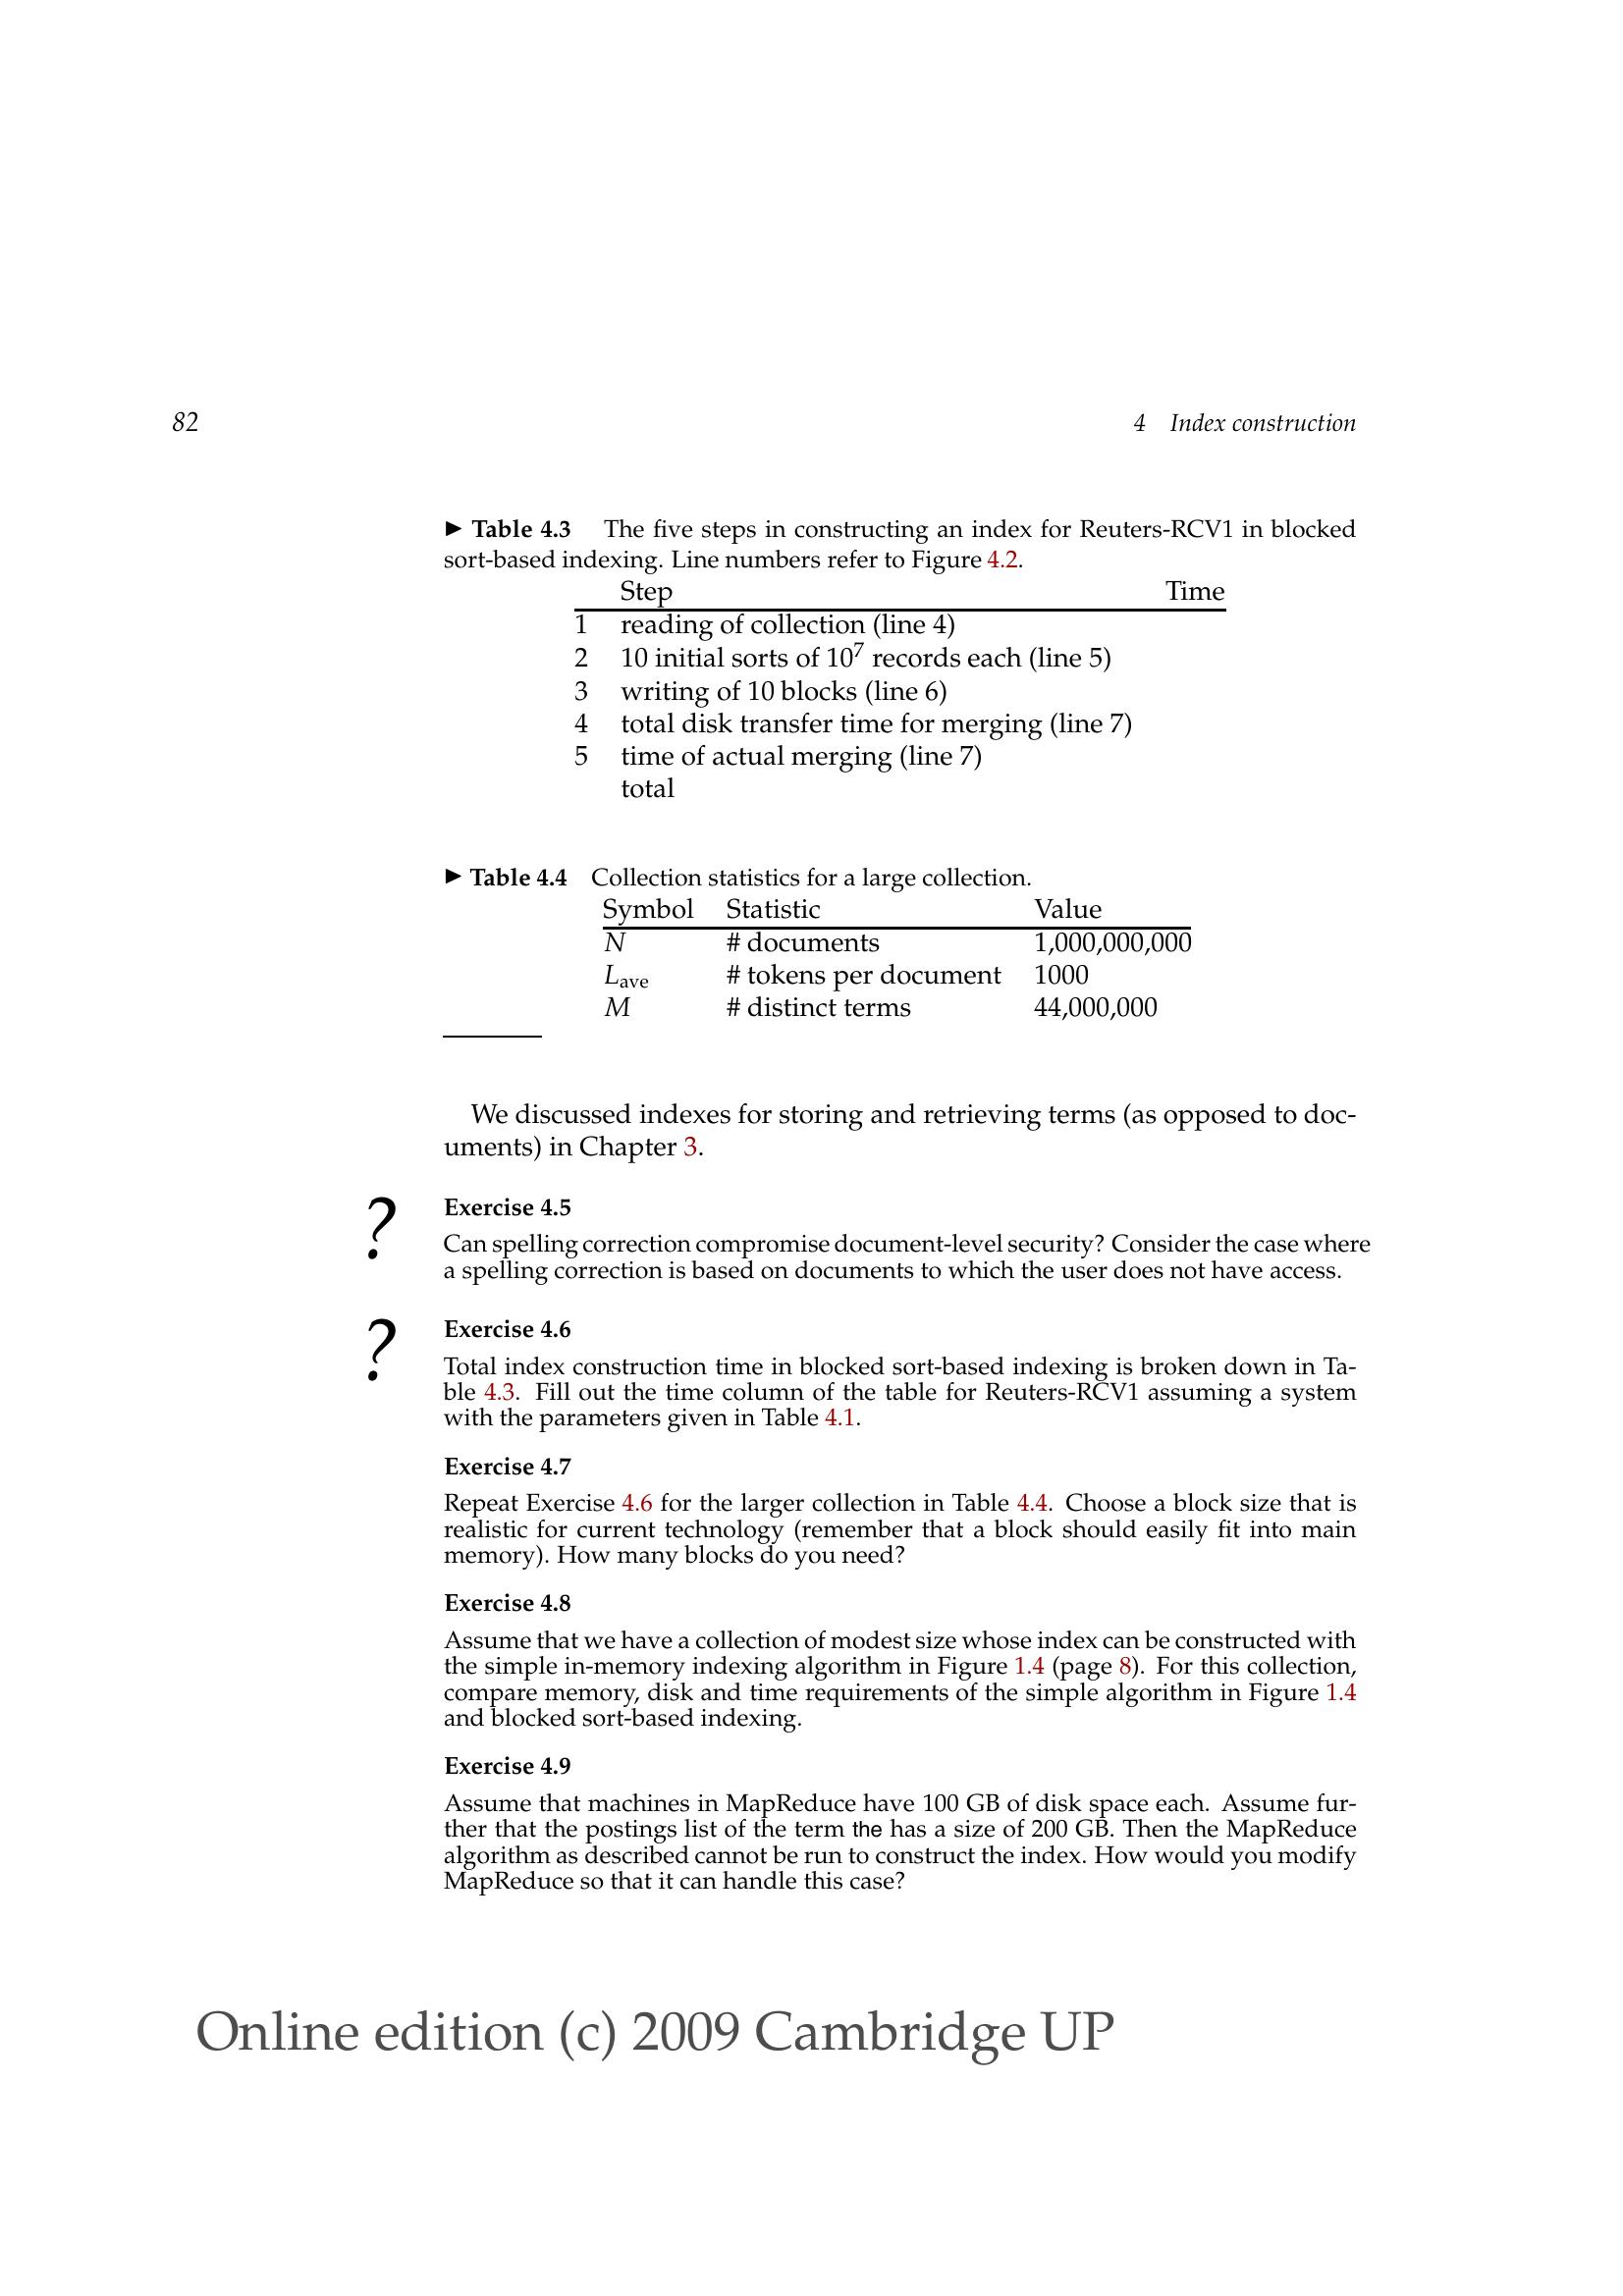 82
4 Index construction
▶ Table 4.3 The five steps in constructing an index for Reuters-RCV1 in blocked
sort-based indexing. Line numbers refer to Figure 4.2.
Step Time
1 reading of collection (line 4)
2 10 initial sorts of 10⁷ records each (line 5)
3 writing of 10 blocks (line 6)
4 total disk transfer time for merging (line 7)
5 time of actual merging (line 7)
total
▶ Table 4.4 Collection statistics for a large collection.
Symbol Statistic Value
N # documents 1,000,000,000
Lave # tokens per document 1000
M # distinct terms 44,000,000
We discussed indexes for storing and retrieving terms (as opposed to doc-
uments) in Chapter 3.
? Exercise 4.5
Can spelling correction compromise document-level security? Consider the case where
a spelling correction is based on documents to which the user does not have access.
? Exercise 4.6
Total index construction time in blocked sort-based indexing is broken down in Ta-
ble 4.3. Fill out the time column of the table for Reuters-RCV1 assuming a system
with the parameters given in Table 4.1.
Exercise 4.7
Repeat Exercise 4.6 for the larger collection in Table 4.4. Choose a block size that is
realistic for current technology (remember that a block should easily fit into main
memory). How many blocks do you need?
Exercise 4.8
Assume that we have a collection of modest size whose index can be constructed with
the simple in-memory indexing algorithm in Figure 1.4 (page 8). For this collection,
compare memory, disk and time requirements of the simple algorithm in Figure 1.4
and blocked sort-based indexing.
Exercise 4.9
Assume that machines in MapReduce have 100 GB of disk space each. Assume fur-
ther that the postings list of the term the has a size of 200 GB. Then the MapReduce
algorithm as described cannot be run to construct the index. How would you modify
MapReduce so that it can handle this case?
Online edition (c) 2009 Cambridge UP